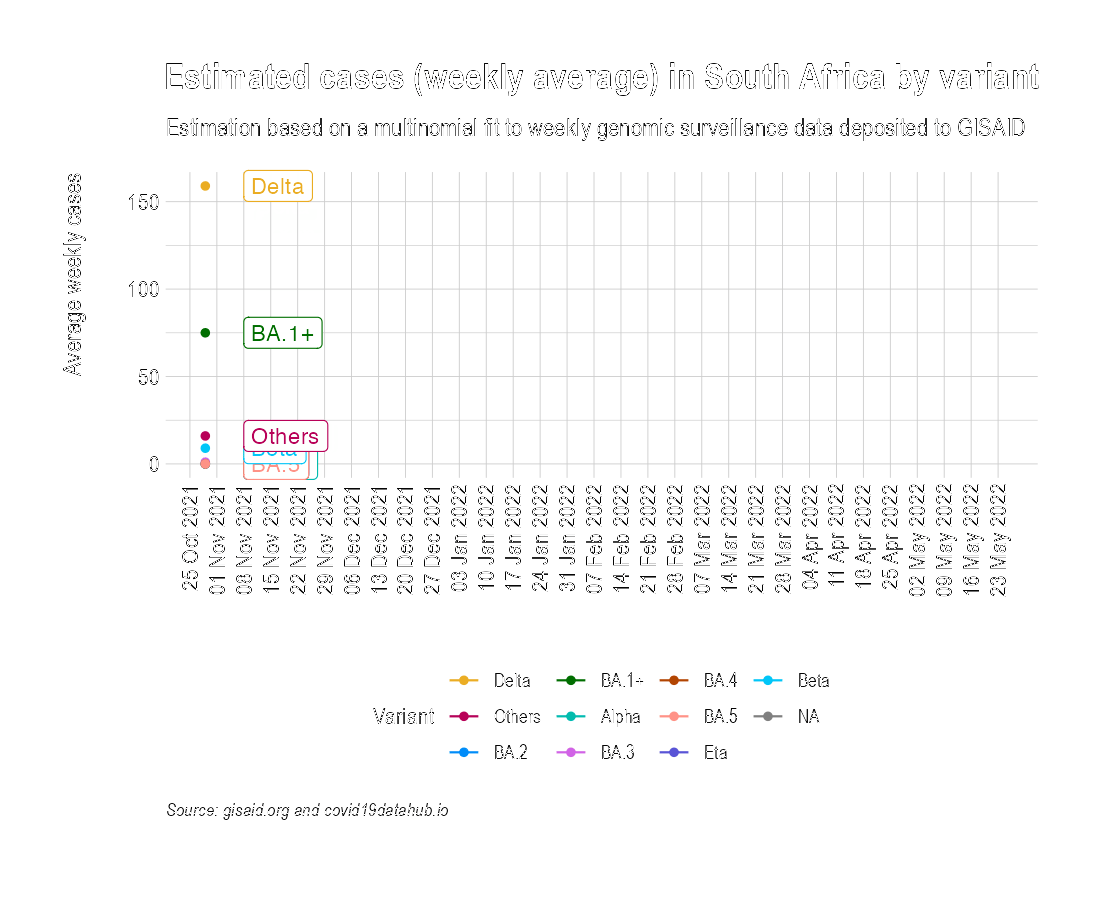 Estimated cases (weekly average) in South Africa by variant
Estimation based on a multinomial fit to weekly genomic surveillance data deposited to GISAID
Average weekly cases
150
100
50
0
Delta
BA.1+
Others
Beta
BA.5
25 Oct 2021
01 Nov 2021
08 Nov 2021
15 Nov 2021
22 Nov 2021
29 Nov 2021
06 Dec 2021
13 Dec 2021
20 Dec 2021
27 Dec 2021
03 Jan 2022
10 Jan 2022
17 Jan 2022
24 Jan 2022
31 Jan 2022
07 Feb 2022
14 Feb 2022
21 Feb 2022
28 Feb 2022
07 Mar 2022
14 Mar 2022
21 Mar 2022
28 Mar 2022
04 Apr 2022
11 Apr 2022
18 Apr 2022
25 Apr 2022
02 May 2022
09 May 2022
16 May 2022
23 May 2022
Variant
Delta BA.1+ BA.4 Beta
Others Alpha BA.5 NA
BA.2 BA.3 Eta
Source: gisaid.org and covid19datahub.io